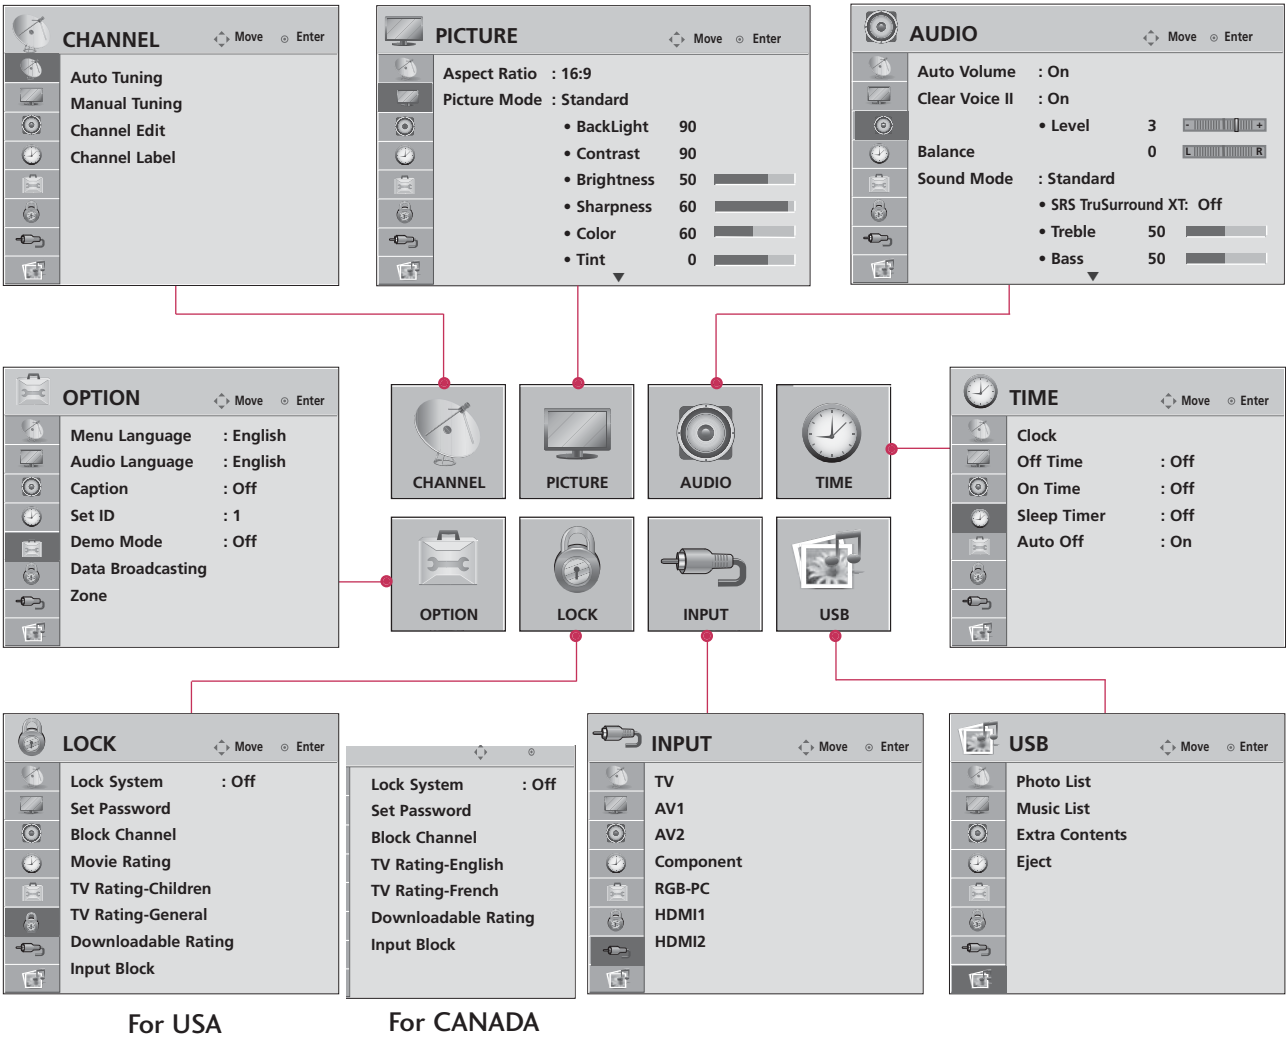 CHANNEL Move Enter
Auto Tuning
Manual Tuning
Channel Edit
Channel Label
PICTURE Move Enter
Aspect Ratio : 16:9
Picture Mode : Standard
• BackLight 90
• Contrast 90
• Brightness 50
• Sharpness 60
• Color 60
• Tint 0
AUDIO Move Enter
Auto Volume : On
Clear Voice II : On
• Level 3 - +
Balance 0 L R
Sound Mode : Standard
• SRS TruSurround XT: Off
• Treble 50
• Bass 50
OPTION Move Enter
Menu Language : English
Audio Language : English
Caption : Off
Set ID : 1
Demo Mode : Off
Data Broadcasting
Zone
CHANNEL
PICTURE
AUDIO
TIME
OPTION
LOCK
INPUT
USB
TIME Move Enter
Clock
Off Time : Off
On Time : Off
Sleep Timer : Off
Auto Off : On
LOCK Move Enter
Lock System : Off
Set Password
Block Channel
Movie Rating
TV Rating-Children
TV Rating-General
Downloadable Rating
Input Block
For USA
Lock System : Off
Set Password
Block Channel
TV Rating-English
TV Rating-French
Downloadable Rating
Input Block
For CANADA
INPUT Move Enter
TV
AV1
AV2
Component
RGB-PC
HDMI1
HDMI2
USB Move Enter
Photo List
Music List
Extra Contents
Eject